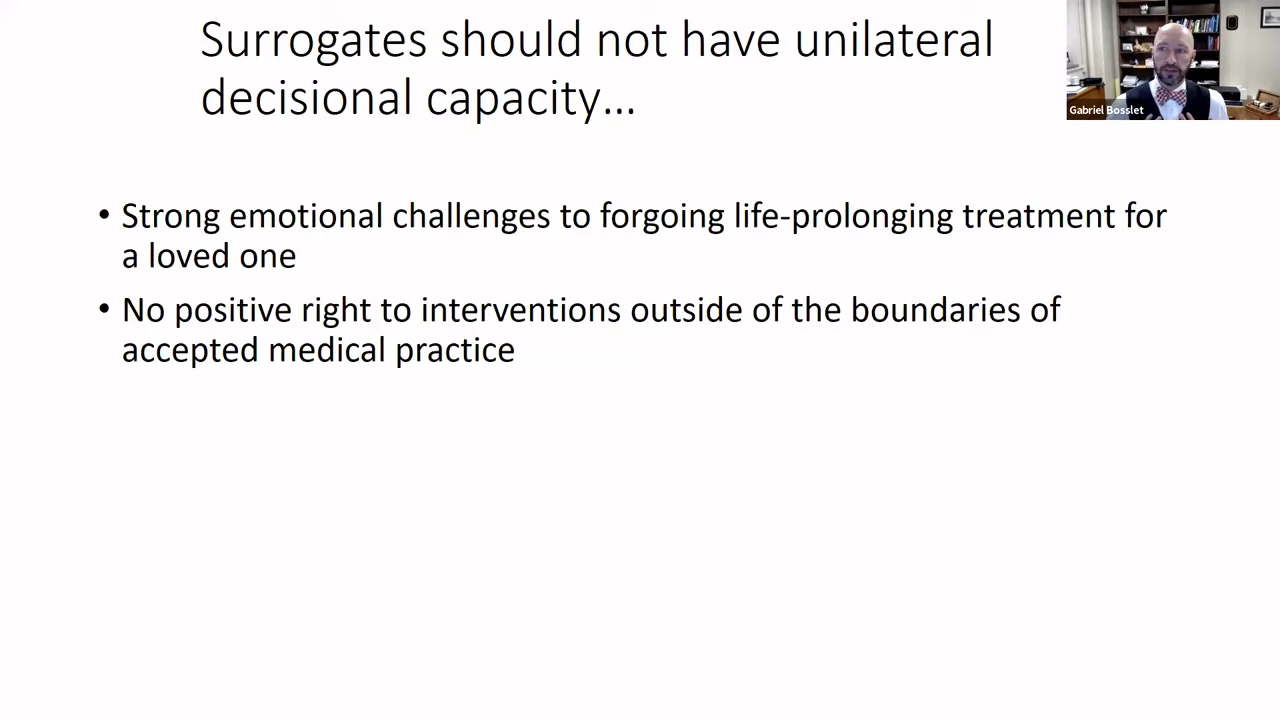 Surrogates should not have unilateral
decisional capacity...
Gabriel Bosslet
• Strong emotional challenges to forgoing life-prolonging treatment for
a loved one
• No positive right to interventions outside of the boundaries of
accepted medical practice